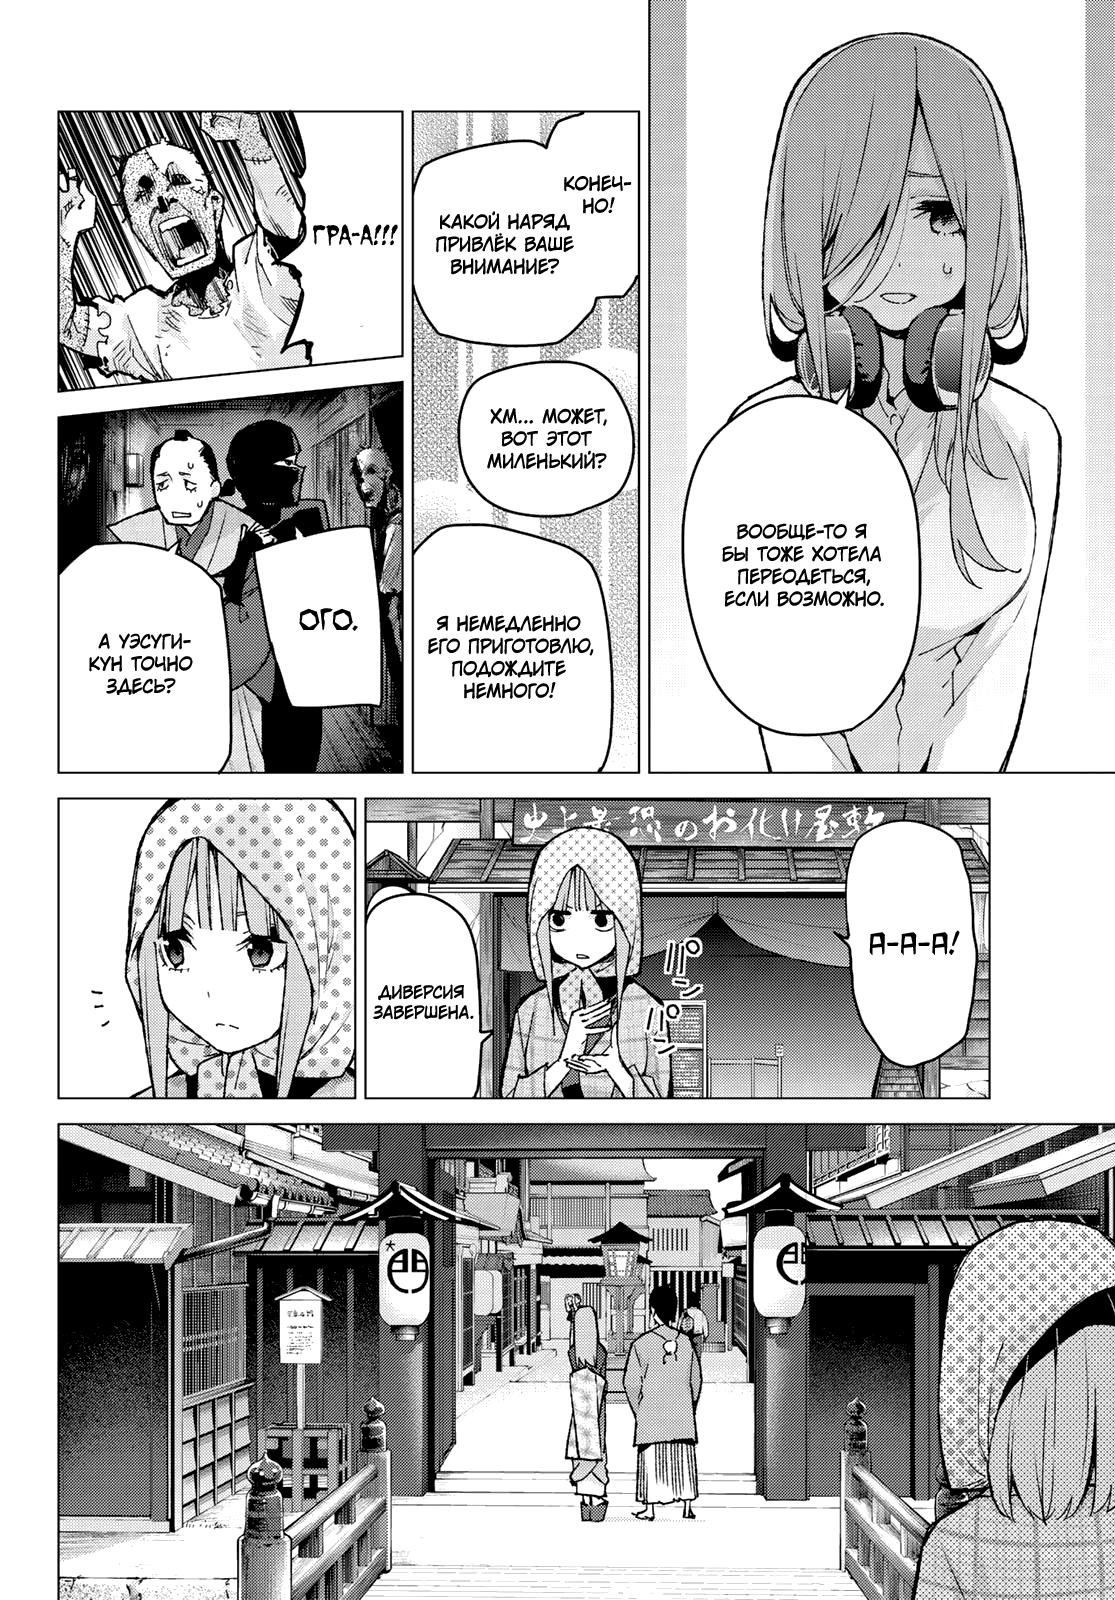 ВООБЩЕ-ТО Я
БЫ ТОЖЕ ХОТЕЛА
ПЕРЕОДЕТЬСЯ,
ЕСЛИ ВОЗМОЖНО.
КОНЕЧ-
НО!
КАКОЙ НАРЯД
ПРИВЛЁК ВАШЕ
ВНИМАНИЕ?
ХМ... МОЖЕТ,
ВОТ ЭТОТ
МИЛЕНЬКИЙ?
Я НЕМЕДЛЕННО
ЕГО ПРИГОТОВЛЮ,
ПОДОЖДИТЕ
НЕМНОГО!
ГРА-А!!!
ОГО.
А УЭСУГИ-
КУН ТОЧНО
ЗДЕСЬ?
史上最恐のお化け屋敷
А-А-А!
パンパン
ДИВЕРСИЯ
ЗАВЕРШЕНА.